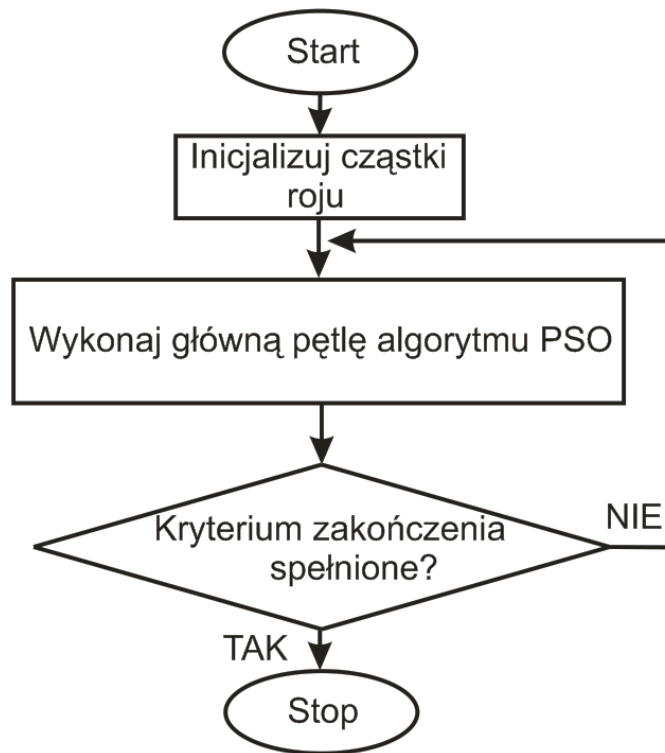 Start
Inicjalizuj cząstki
roju
Wykonaj główną pętlę algorytmu PSO
Kryterium zakończenia
spełnione?
NIE
TAK
Stop